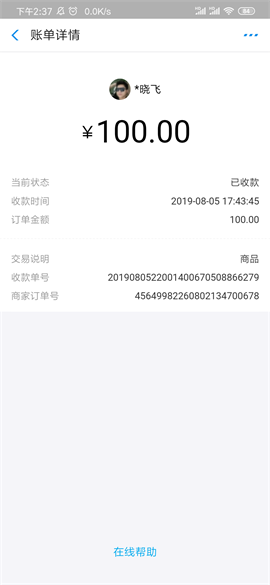 下午2:37 0.0K/s 84
账单详情
*晓飞
¥100.00
当前状态 已收款
收款时间 2019-08-05 17:43:45
订单金额 100.00
交易说明 商品
收款单号 2019080522001400670508866279
商家订单号 45649982260802134700678
在线帮助